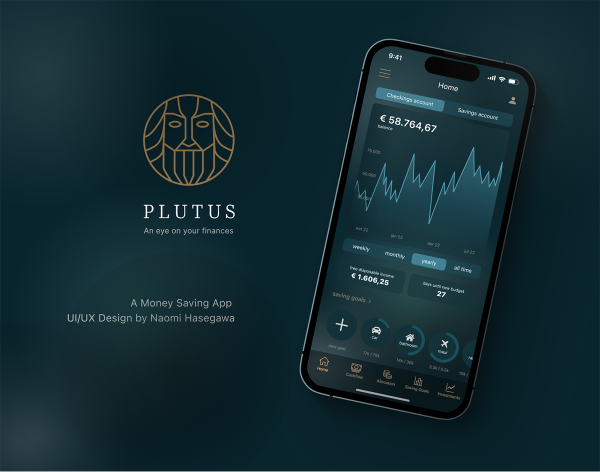 PLUTUS
An eye on your finances
A Money Saving App
UI/UX Design by Naomi Hasegawa
9:41
Home
Checkings account
Savings account
€ 58.764,67
balance
weekly
monthly
yearly
all time
free disposable income
€ 1.606,25
Days until new budget
27
saving goals >
car
bathroom
new goal
Home
Cashflow
Allocation
Saving Goals
Investments